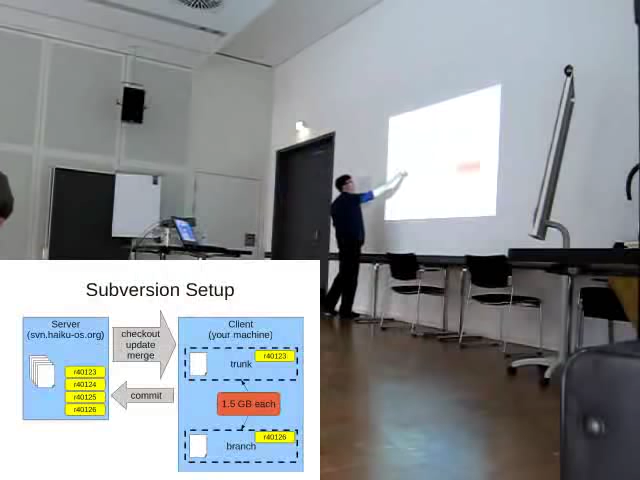 Subversion Setup
Server
(svn.haiku-os.org)
r40123
r40124
r40125
r40126
checkout
update
merge
commit
Client
(your machine)
r40123
trunk
1.5 GB each
r40126
branch